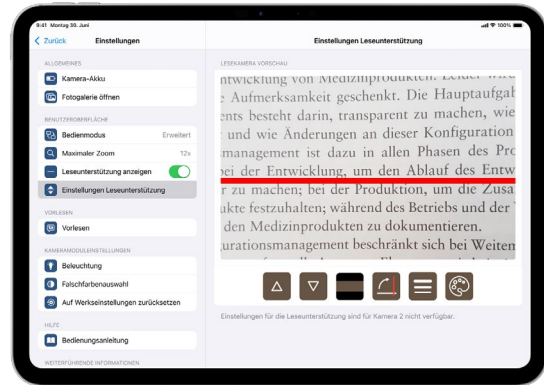 9:41 Montag 30. Juni
100%
Zurück
Einstellungen
ALLGEMEINES
Kamera-Akku
Fotogalerie öffnen
BENUTZEROBERFLÄCHE
Bedienmodus Erweitert
Maximaler Zoom 12x
Leseunterstützung anzeigen
Einstellungen Leseunterstützung
VORLESEN
Vorlesen
KAMERAMODULEINSTELLUNGEN
Beleuchtung
Falschfarbenauswahl
Auf Werkseinstellungen zurücksetzen
HILFE
Bedienungsanleitung
WEITERFÜHRENDE INFORMATIONEN
Einstellungen Leseunterstützung
LESEKAMERA VORSCHAU
ntwicklung von Medizinprodukten. Leider
e Aufmerksamkeit geschenkt. Die Hauptaufgab
ents besteht darin, transparent zu machen, wie
und wie Änderungen an dieser Konfiguration
management ist dazu in allen Phasen des Pro
bei der Entwicklung, um den Ablauf des Entw
r zu machen; bei der Produktion, um die Zusa
ukte festzuhalten; während des Betriebs und der
den Medizinprodukten zu dokumentieren.
urationsmanagement beschränkt sich bei Weitem
Einstellungen für die Leseunterstützung sind für Kamera 2 nicht verfügbar.